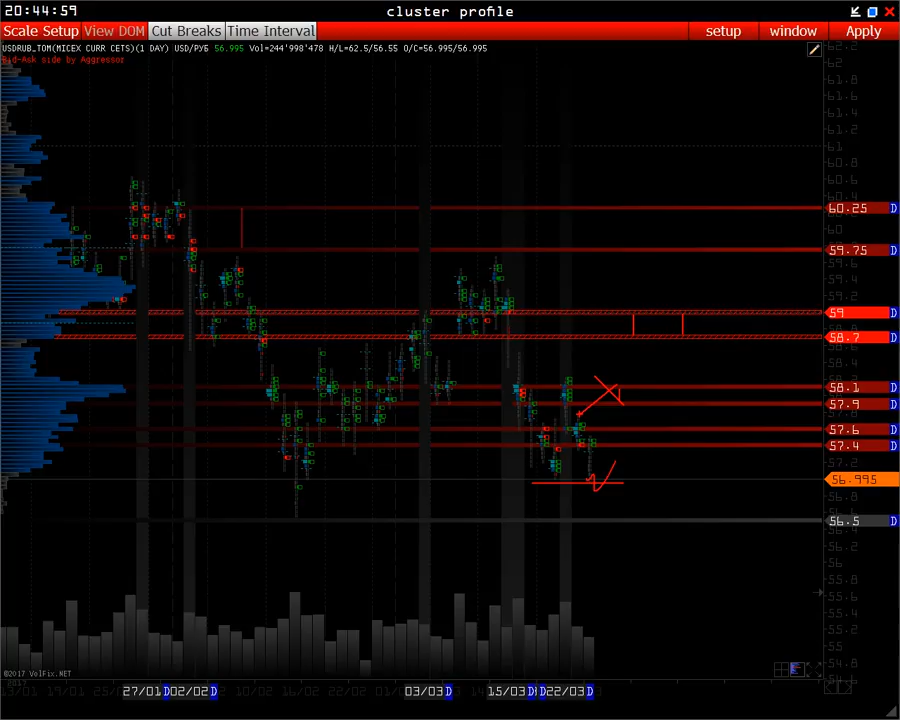 20:44:59 cluster profile
Scale Setup View DOM Cut Breaks Time Interval setup window Apply
USDRUB_TOM(MICEX CURR CETS)(1 DAY) USD/РУБ 56.995 Vol=244'998'478 H/L=62.5/56.55 O/C=56.995/56.995
Bid-Ask side by Aggressor
62.2
62
61.8
61.6
61.4
61.2
61
60.8
60.6
60.4
60.25 D
60
59.75 D
59.6
59.4
59.2
59 D
58.7 D
58.4
58.1 D
57.9 D
57.6 D
57.4 D
57.2
56.995
56.8
56.5 D
56.2
56
55.8
55.6
55.4
55.2
55
54.8
©2017 VolFix.NET
2017
13/01 19/01 27/01 D 02/02 D 10/02 16/02 22/02 03/03 D 15/03 D D 22/03 D